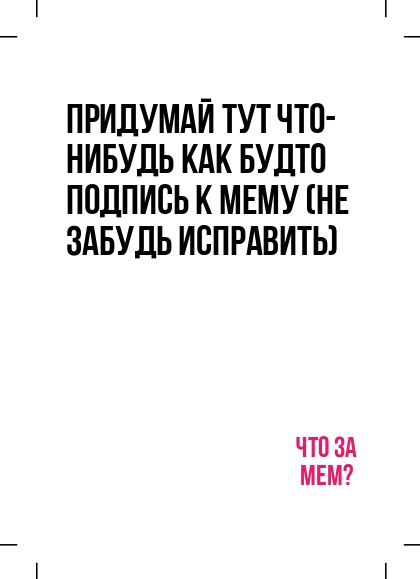 ПРИДУМАЙ ТУТ ЧТО-
НИБУДЬ КАК БУДТО
ПОДПИСЬ К МЕМУ (НЕ
ЗАБУДЬ ИСПРАВИТЬ)
ЧТО ЗА
МЕМ?